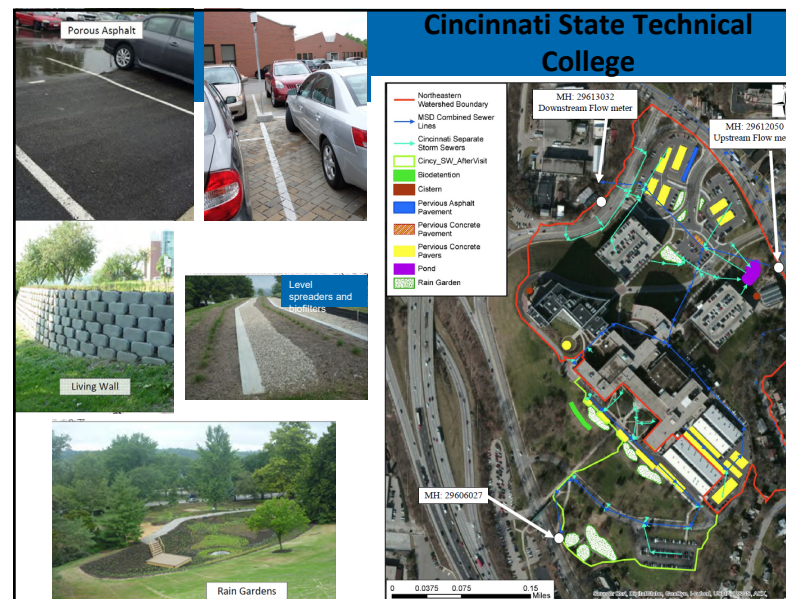 Cincinnati State Technical
College
Porous Asphalt
Level
spreaders and
biofilters
Living Wall
Rain Gardens
Northeastern
Watershed Boundary
MSD Combined Sewer
Lines
Cincinnati Separate
Storm Sewers
Cincy_SW_AfterVisit
Biodetention
Cistern
Pervious Asphalt
Pavement
Pervious Concrete
Pavement
Pervious Concrete
Pavers
Pond
Rain Garden
MH: 29613032
Downstream Flow meter
MH: 29612050
Upstream Flow me
MH: 29606027
0 0.0375 0.075 0.15
Miles